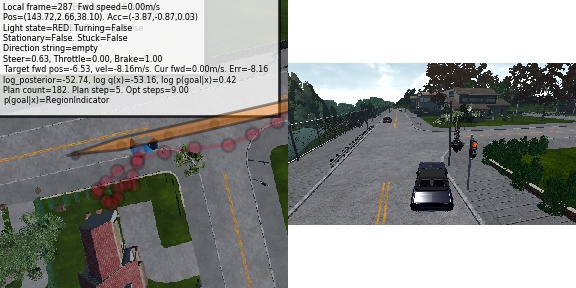 Local frame=287: Fwd speed=0.00m/s
Pos=(143.72,2.66,38.10). Acc=(-3.87,-0.87,0.03)
Light state=RED. Turning=False
Stationary=False. Stuck=False
Direction string=empty
Steer=0.63, Throttle=0.00, Brake=1.00
Target fwd pos=-6.53, vel=-8.16m/s. Cur fwd=0.00m/s. Err=-8.16
log_posterior=-52.74, log q(x)=-53.16, log p(goal|x)=0.42
Plan count=182. Plan step=5. Opt steps=9.00
p(goal|x)=RegionIndicator